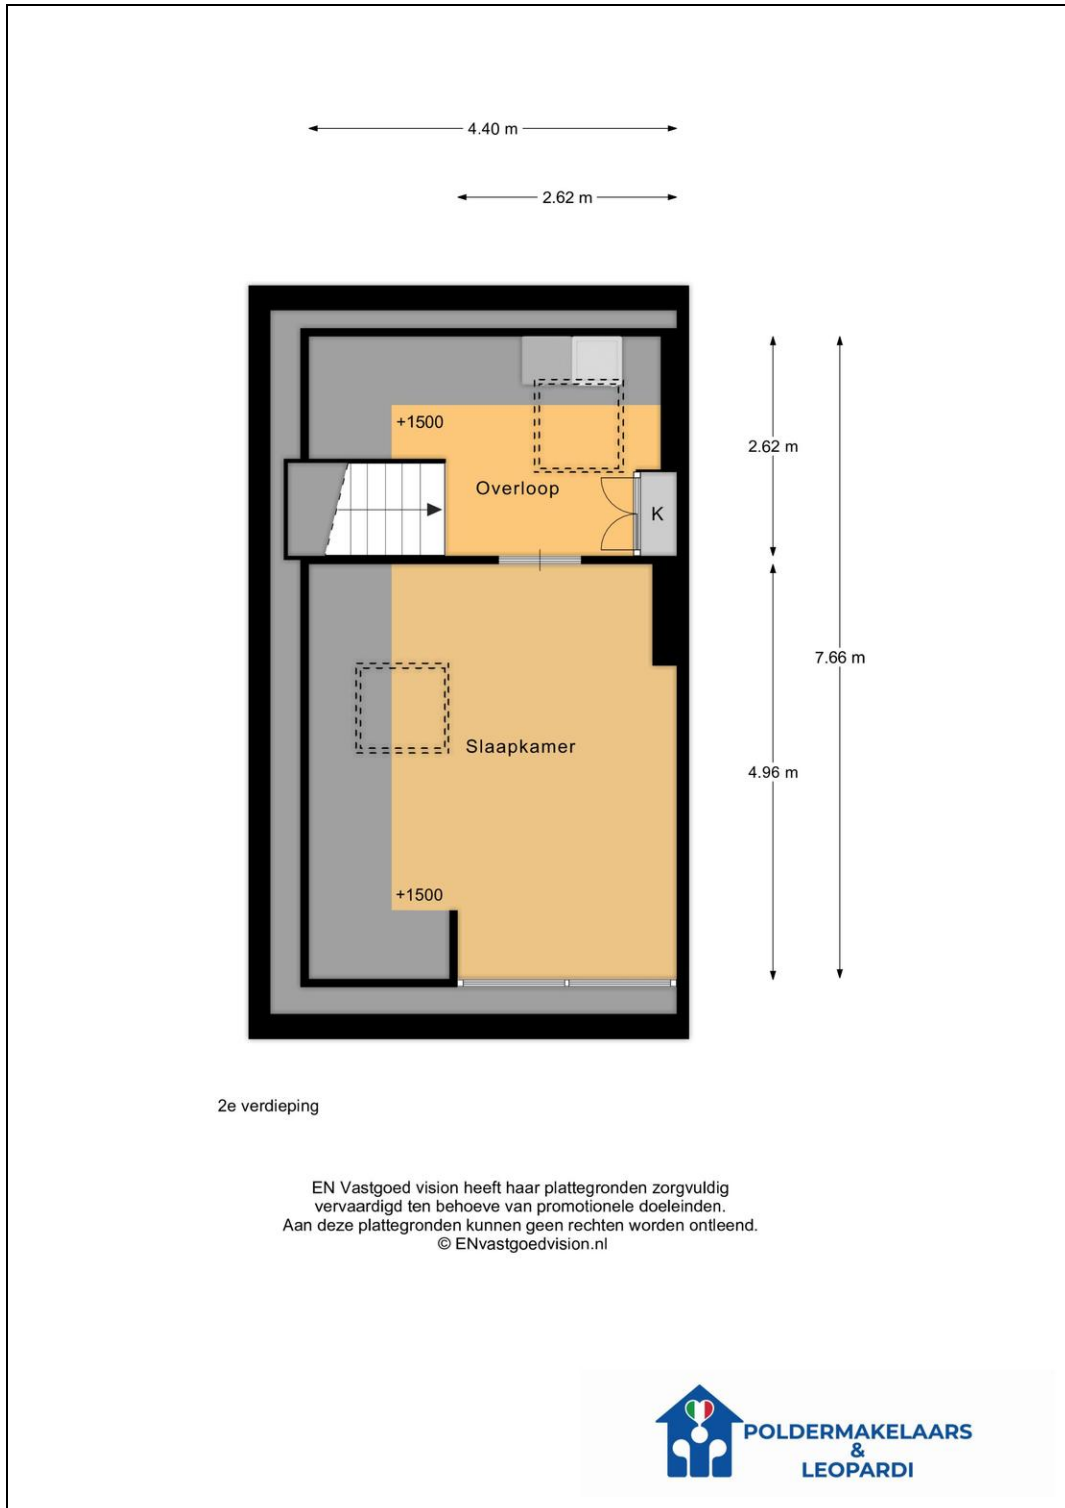 4.40 m
2.62 m
+1500
2.62 m
Overloop
K
7.66 m
Slaapkamer
4.96 m
+1500
2e verdieping
EN Vastgoed vision heeft haar plattegronden zorgvuldig
vervaardigd ten behoeve van promotionele doeleinden.
Aan deze plattegronden kunnen geen rechten worden ontleend.
© ENvastgoedvision.nl
POLDERMAKELAARS
&
LEOPARDI